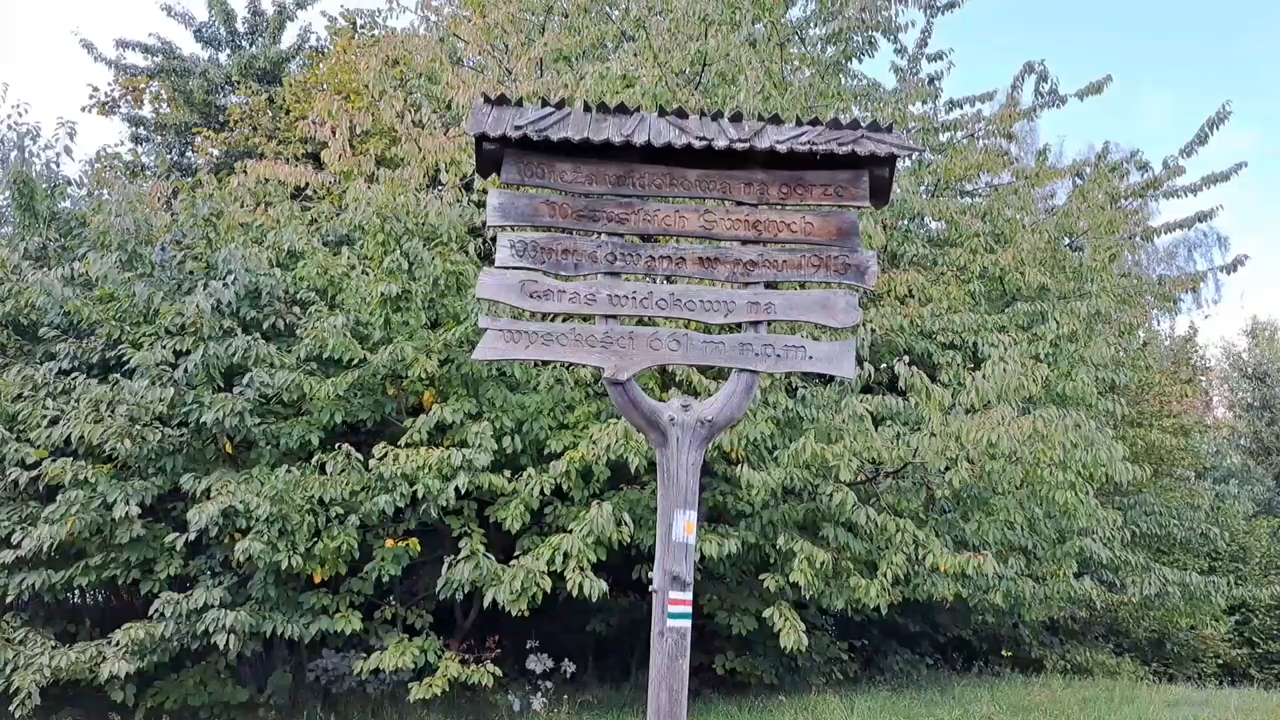 Wieża widokowa na górze
Wszystkich Świętych
Wybudowana w roku 1913
Taras widokowy na
wysokości 661 m n.p.m.